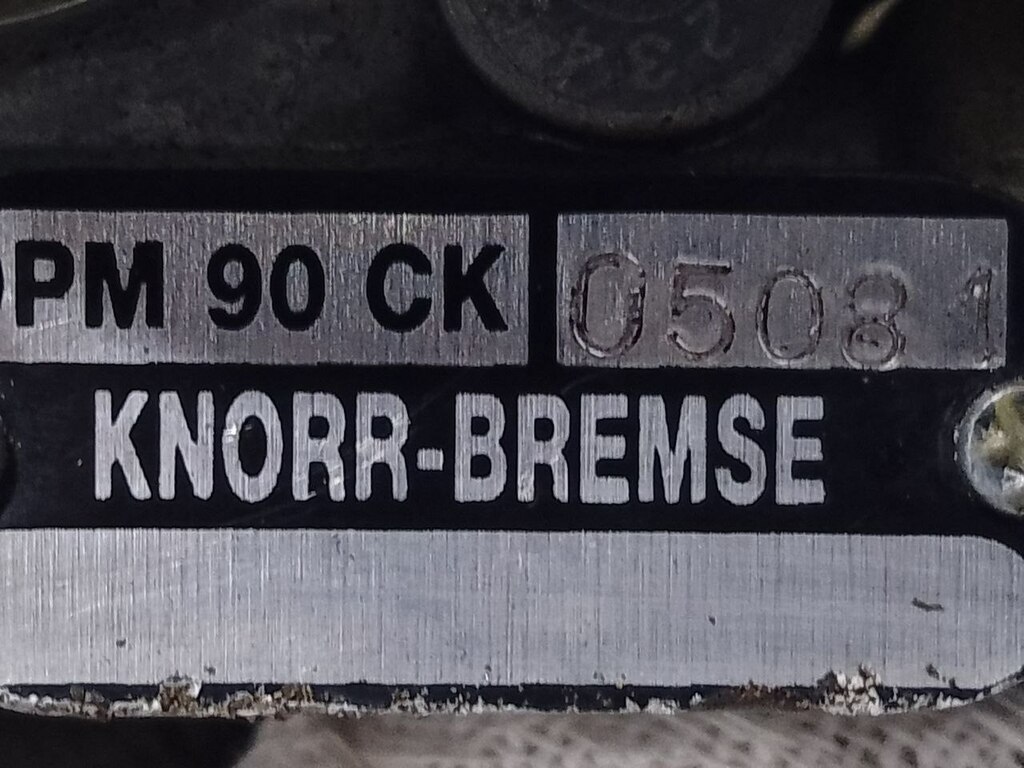 PM 90 CK 05081
KNORR-BREMSE